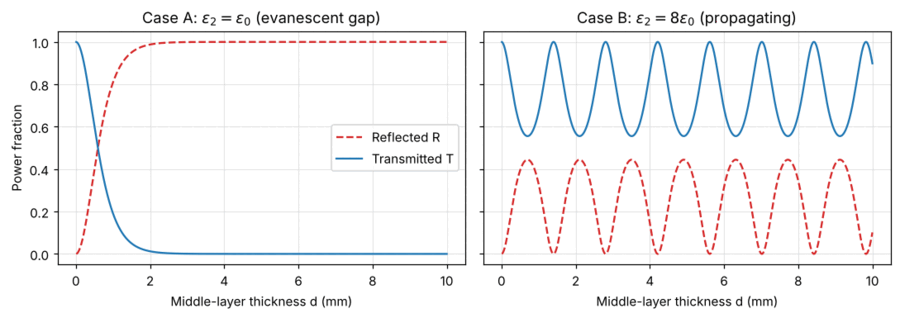 Case A: ε₂ = ε₀ (evanescent gap)
Case B: ε₂ = 8ε₀ (propagating)
Power fraction
1.0
0.8
0.6
0.4
0.2
0.0
Reflected R
Transmitted T
0 2 4 6 8 10
0 2 4 6 8 10
Middle-layer thickness d (mm)
Middle-layer thickness d (mm)